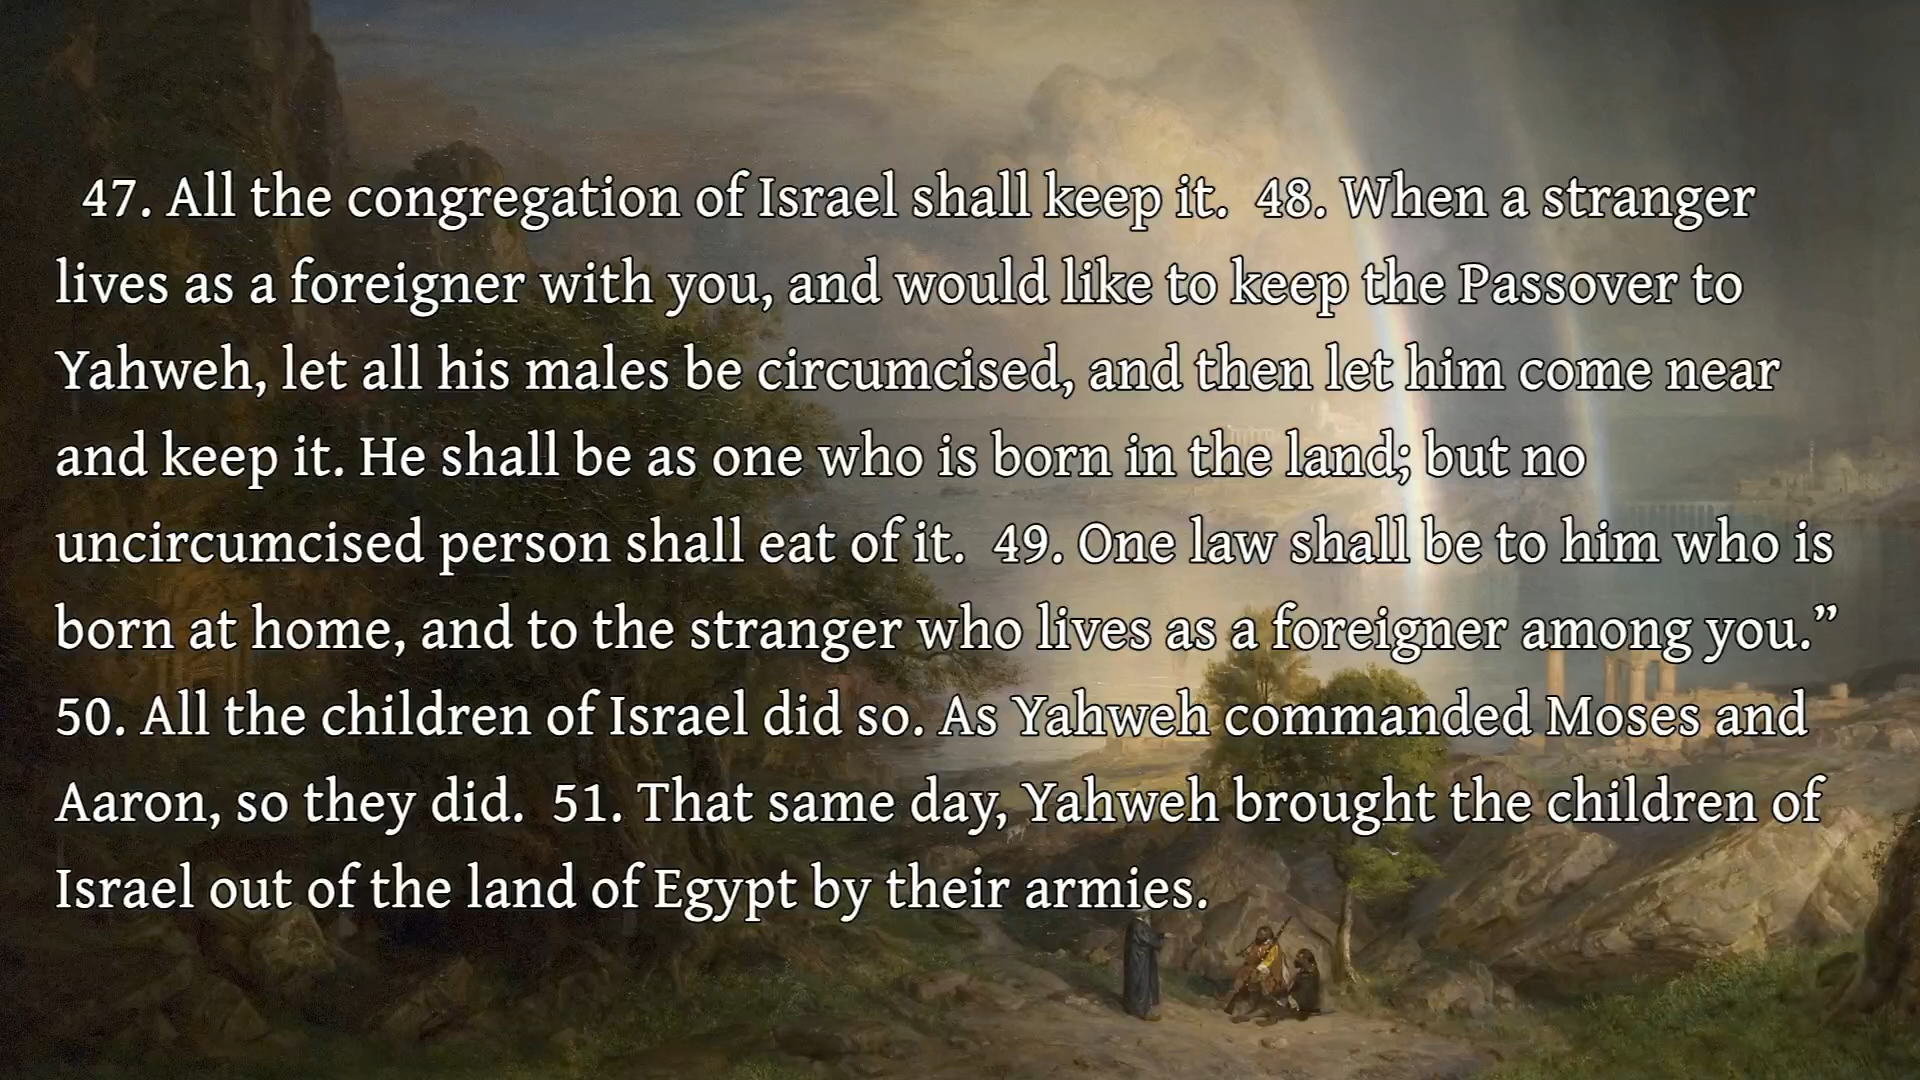 47. All the congregation of Israel shall keep it. 48. When a stranger
lives as a foreigner with you, and would like to keep the Passover to
Yahweh, let all his males be circumcised, and then let him come near
and keep it. He shall be as one who is born in the land; but no
uncircumcised person shall eat of it. 49. One law shall be to him who is
born at home, and to the stranger who lives as a foreigner among you.”
50. All the children of Israel did so. As Yahweh commanded Moses and
Aaron, so they did. 51. That same day, Yahweh brought the children of
Israel out of the land of Egypt by their armies.